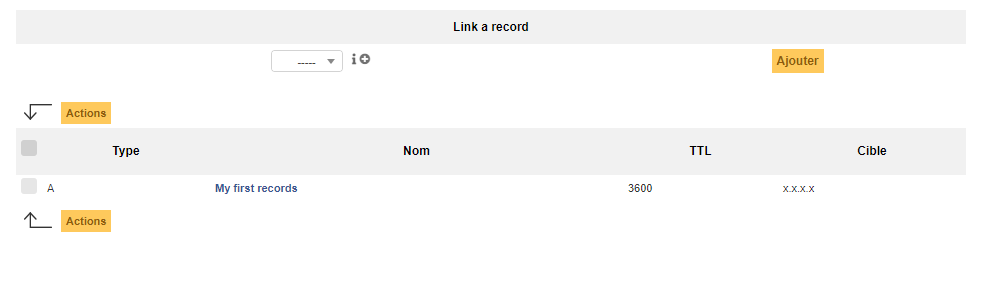 Link a record
-----
Ajouter
Actions
Type Nom TTL Cible
A My first records 3600 x.x.x.x
Actions